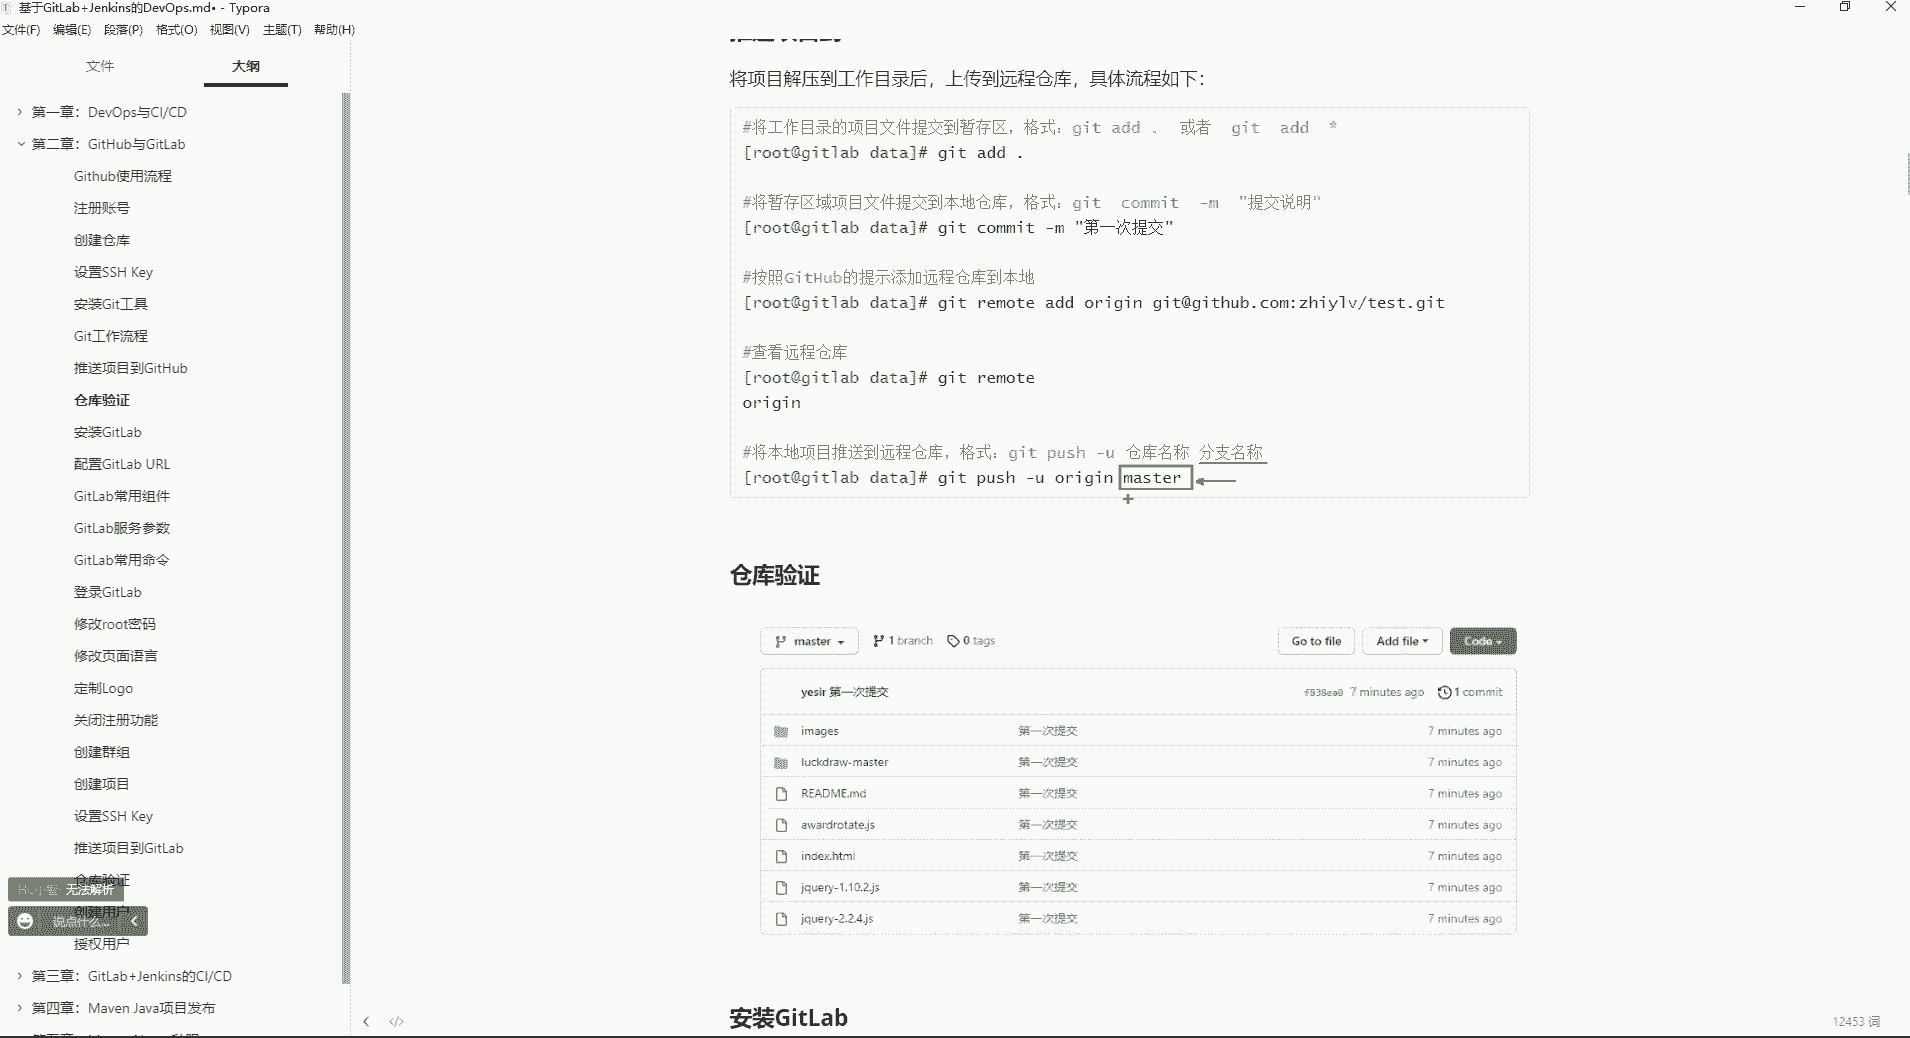 基于GitLab+Jenkins的DevOps.md• - Typora
文件(F) 编辑(E) 段落(P) 格式(O) 视图(V) 主题(T) 帮助(H)
文件 大纲
第一章：DevOps与CI/CD
第二章：GitHub与GitLab
Github使用流程
注册账号
创建仓库
设置SSH Key
安装Git工具
Git工作流程
推送项目到GitHub
仓库验证
安装GitLab
配置GitLab URL
GitLab常用组件
GitLab服务参数
GitLab常用命令
登录GitLab
修改root密码
修改页面语言
定制Logo
关闭注册功能
创建群组
创建项目
设置SSH Key
推送项目到GitLab
仓库验证
无法解析
创建用户
说点什么...
授权用户
第三章：GitLab+Jenkins的CI/CD
第四章：Maven Java项目发布
将项目解压到工作目录后，上传到远程仓库，具体流程如下：
#将工作目录的项目文件提交到暂存区，格式：git add . 或者 git add *
[root@gitlab data]# git add .
#将暂存区域项目文件提交到本地仓库，格式：git commit -m "提交说明"
[root@gitlab data]# git commit -m "第一次提交"
#按照GitHub的提示添加远程仓库到本地
[root@gitlab data]# git remote add origin git@github.com:zhiylv/test.git
#查看远程仓库
[root@gitlab data]# git remote
origin
#将本地项目推送到远程仓库，格式：git push -u 仓库名称 分支名称
[root@gitlab data]# git push -u origin master
仓库验证
master 1 branch 0 tags Go to file Add file Code
yesir 第一次提交 f838ea0 7 minutes ago 1 commit
images 第一次提交 7 minutes ago
luckdraw-master 第一次提交 7 minutes ago
README.md 第一次提交 7 minutes ago
awardrotate.js 第一次提交 7 minutes ago
index.html 第一次提交 7 minutes ago
jquery-1.10.2.js 第一次提交 7 minutes ago
jquery-2.2.4.js 第一次提交 7 minutes ago
安装GitLab
12453 词